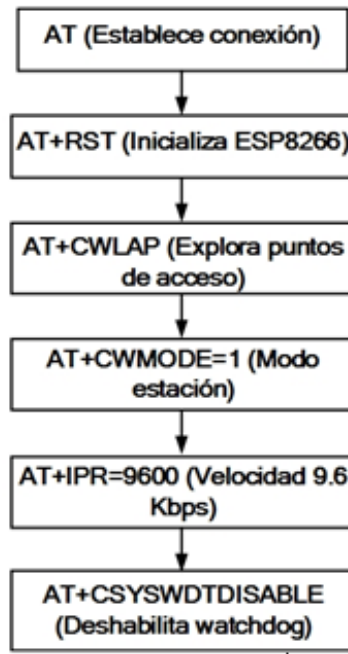 AT (Establece conexión)
AT+RST (Inicializa ESP8266)
AT+CWLAP (Explora puntos
de acceso)
AT+CWMODE=1 (Modo
estación)
AT+IPR=9600 (Velocidad 9.6
Kbps)
AT+CSYSWDTDISABLE
(Deshabilita watchdog)